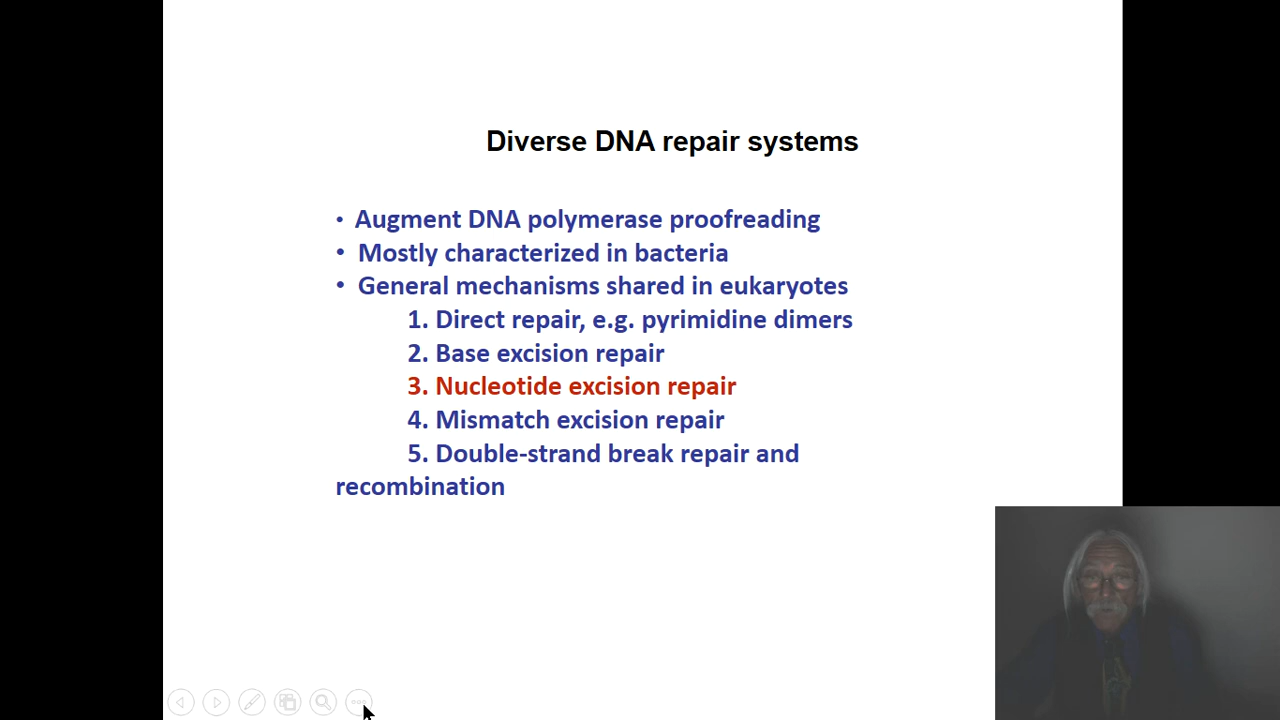 Diverse DNA repair systems
• Augment DNA polymerase proofreading
• Mostly characterized in bacteria
• General mechanisms shared in eukaryotes
1. Direct repair, e.g. pyrimidine dimers
2. Base excision repair
3. Nucleotide excision repair
4. Mismatch excision repair
5. Double-strand break repair and
recombination